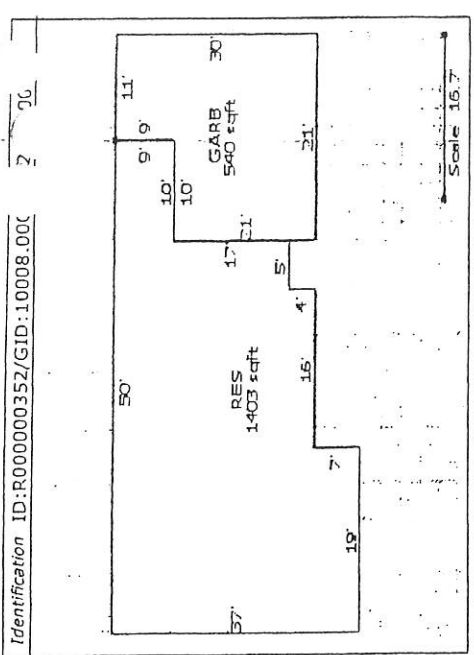 Identification ID:R000000352/GID:10008.000
2
50'
11'
9'
9'
10'
10'
30'
GARB
540 sqft
21'
17'
21'
5'
4'
RES
1403 sqft
16'
7'
37'
19'
Scale 16.7'